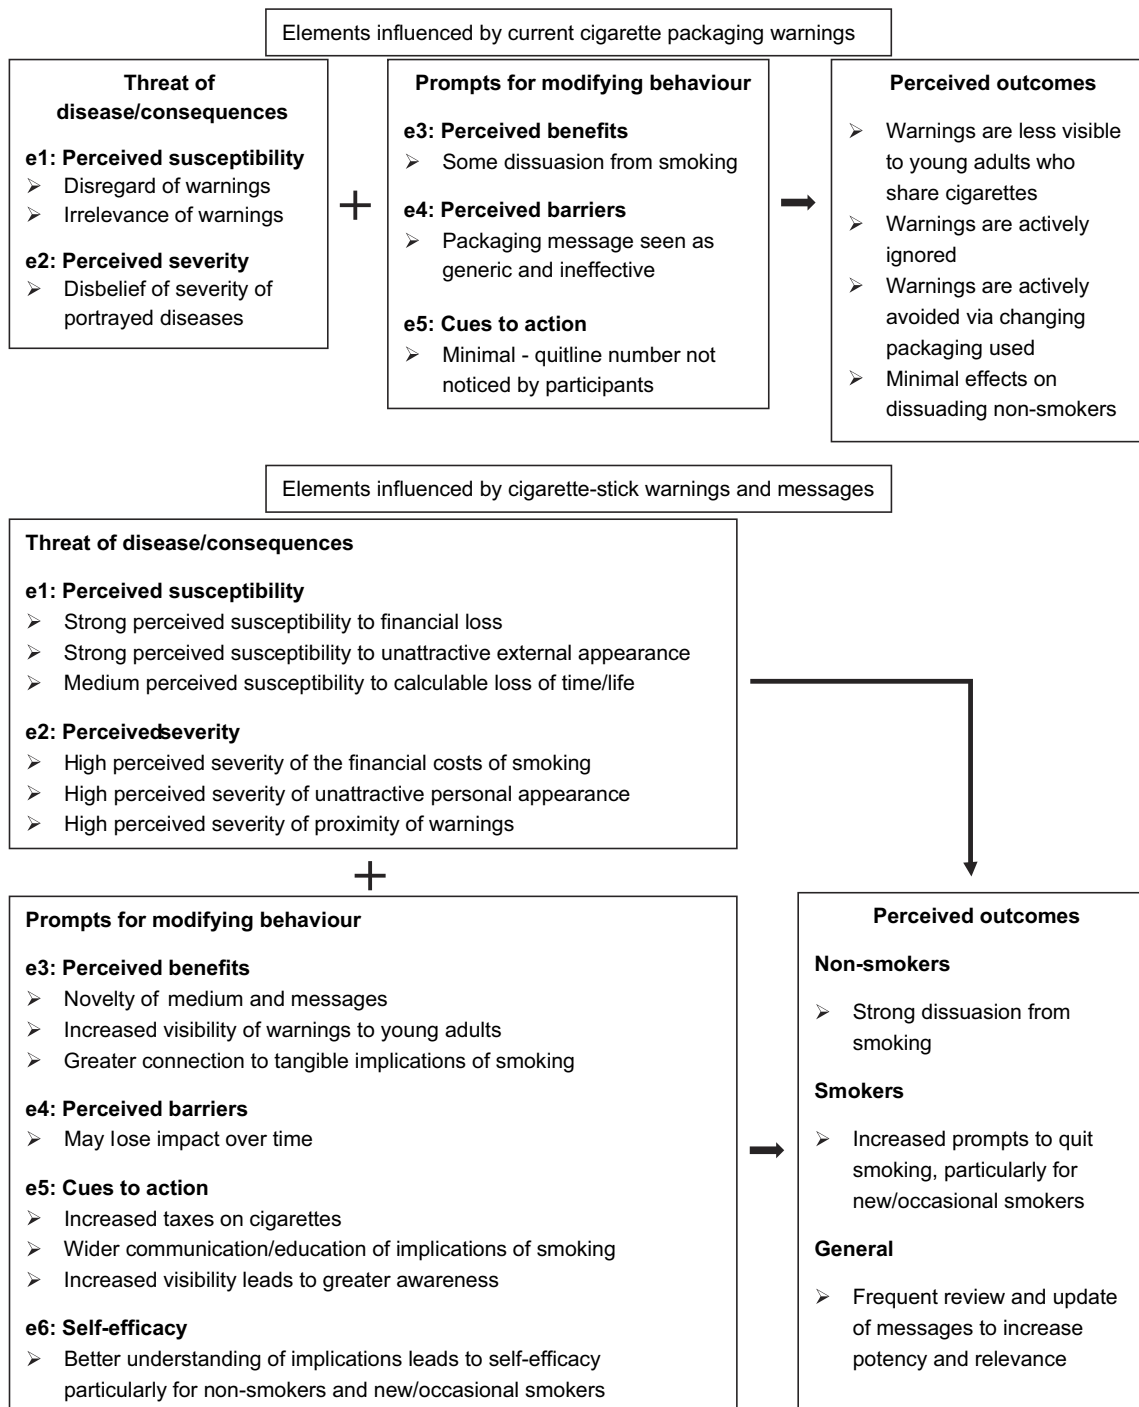 Elements influenced by current cigarette packaging warnings
Threat of
disease/consequences
e1: Perceived susceptibility
➢ Disregard of warnings
➢ Irrelevance of warnings
e2: Perceived severity
➢ Disbelief of severity of
portrayed diseases
+
Prompts for modifying behaviour
e3: Perceived benefits
➢ Some dissuasion from smoking
e4: Perceived barriers
➢ Packaging message seen as
generic and ineffective
e5: Cues to action
➢ Minimal - quitline number not
noticed by participants
Perceived outcomes
➢ Warnings are less visible
to young adults who
share cigarettes
➢ Warnings are actively
ignored
➢ Warnings are actively
avoided via changing
packaging used
➢ Minimal effects on
dissuading non-smokers
Elements influenced by cigarette-stick warnings and messages
Threat of disease/consequences
e1: Perceived susceptibility
➢ Strong perceived susceptibility to financial loss
➢ Strong perceived susceptibility to unattractive external appearance
➢ Medium perceived susceptibility to calculable loss of time/life
e2: Perceivedseverity
➢ High perceived severity of the financial costs of smoking
➢ High perceived severity of unattractive personal appearance
➢ High perceived severity of proximity of warnings
+
Prompts for modifying behaviour
e3: Perceived benefits
➢ Novelty of medium and messages
➢ Increased visibility of warnings to young adults
➢ Greater connection to tangible implications of smoking
e4: Perceived barriers
➢ May lose impact over time
e5: Cues to action
➢ Increased taxes on cigarettes
➢ Wider communication/education of implications of smoking
➢ Increased visibility leads to greater awareness
e6: Self-efficacy
➢ Better understanding of implications leads to self-efficacy
particularly for non-smokers and new/occasional smokers
Perceived outcomes
Non-smokers
➢ Strong dissuasion from
smoking
Smokers
➢ Increased prompts to quit
smoking, particularly for
new/occasional smokers
General
➢ Frequent review and update
of messages to increase
potency and relevance